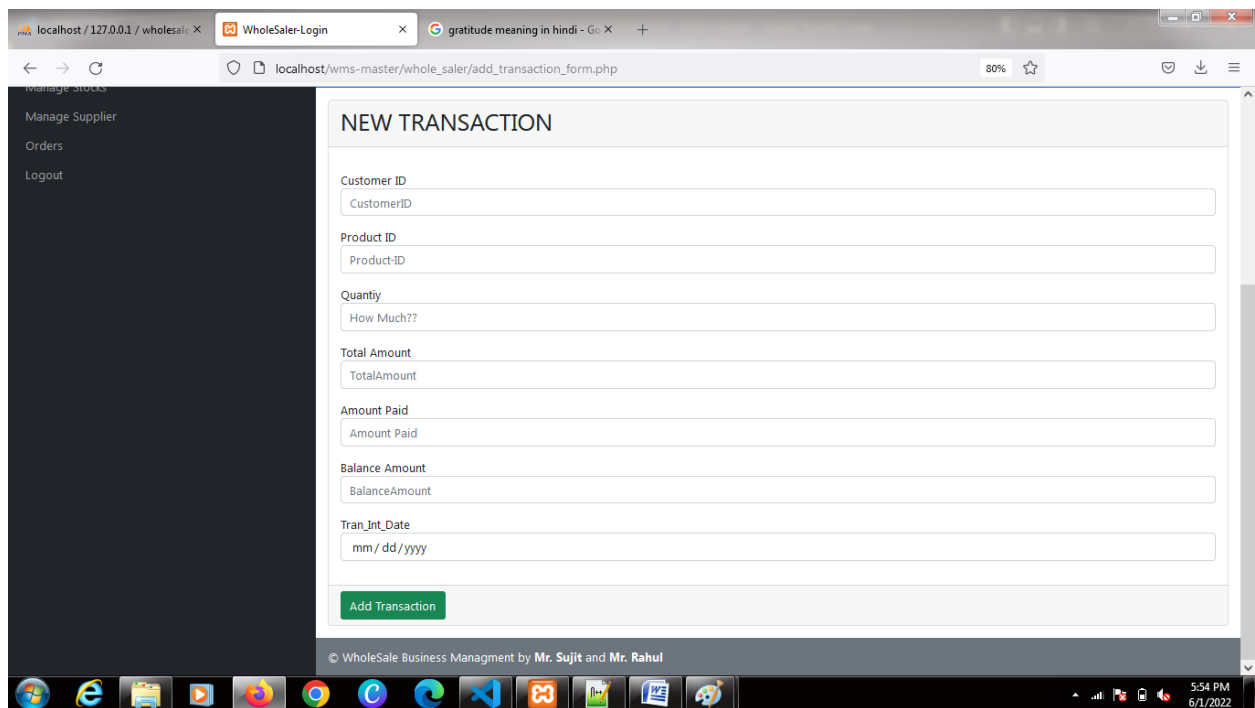 localhost / 127.0.0.1 / wholesale
WholeSaler-Login
gratitude meaning in hindi - Go
localhost/wms-master/whole_saler/add_transaction_form.php
80%
Manage Stocks
Manage Supplier
Orders
Logout
NEW TRANSACTION
Customer ID
CustomerID
Product ID
Product-ID
Quantiy
How Much??
Total Amount
TotalAmount
Amount Paid
Amount Paid
Balance Amount
BalanceAmount
Tran_Int_Date
mm / dd / yyyy
Add Transaction
© WholeSale Business Managment by Mr. Sujit and Mr. Rahul
5:54 PM
6/1/2022